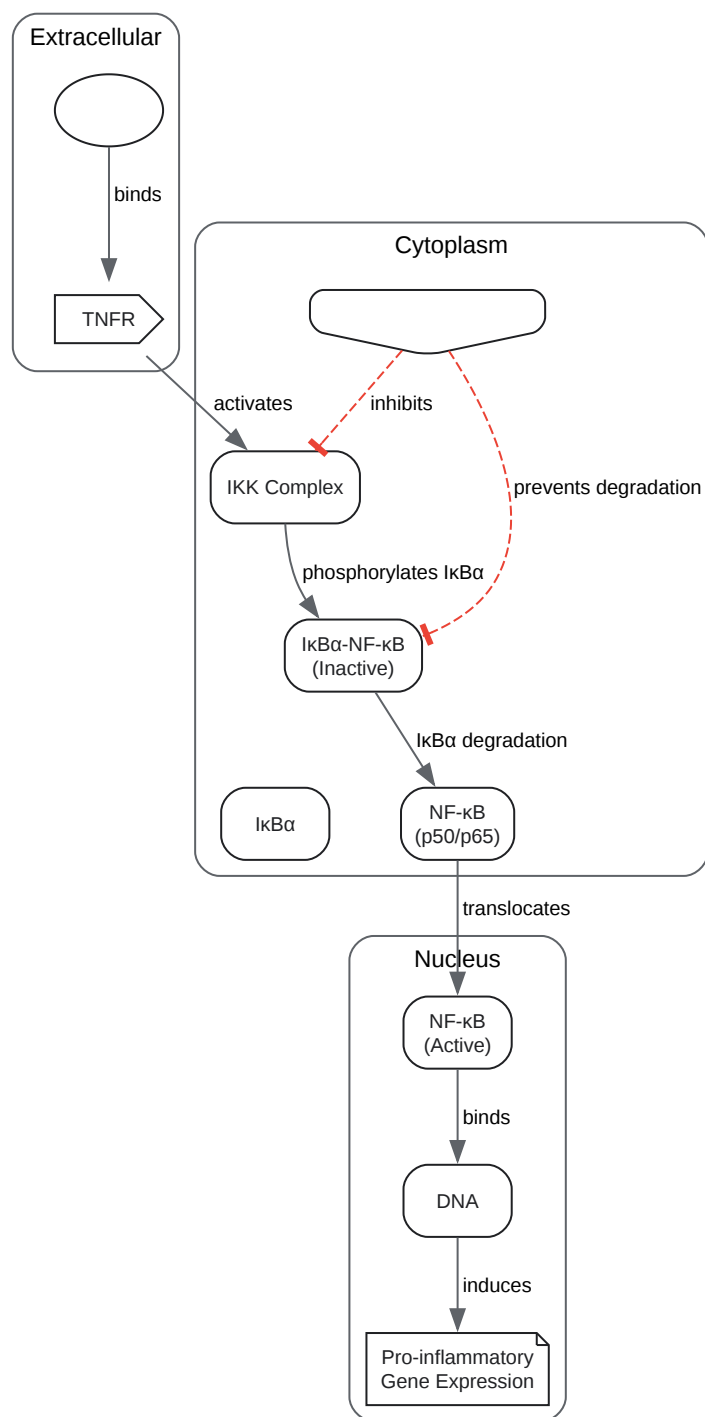 Extracellular
binds
TNFR
Cytoplasm
activates
inhibits
IKK Complex
prevents degradation
phosphorylates IκBα
IκBα-NF-κB
(Inactive)
IκBα degradation
IκBα
NF-κB
(p50/p65)
translocates
Nucleus
NF-κB
(Active)
binds
DNA
induces
Pro-inflammatory
Gene Expression